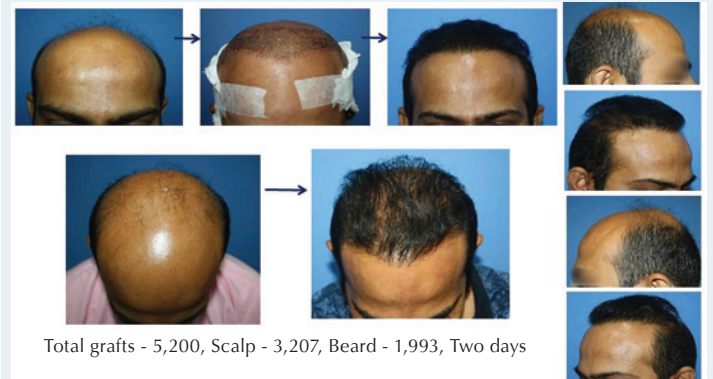 Total grafts - 5,200, Scalp - 3,207, Beard - 1,993, Two days